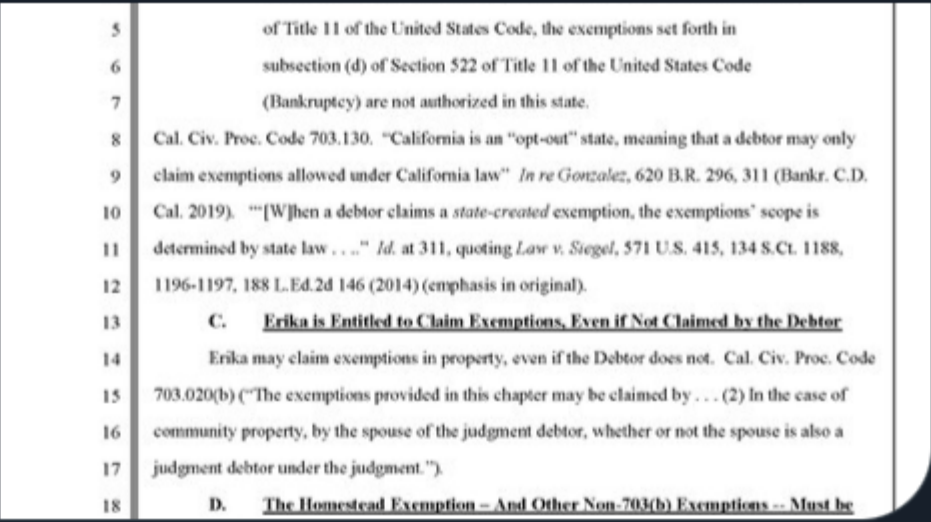 5 of Title 11 of the United States Code, the exemptions set forth in
6 subsection (d) of Section 522 of Title 11 of the United States Code
7 (Bankruptcy) are not authorized in this state.
8 Cal. Civ. Proc. Code 703.130. “California is an “opt-out” state, meaning that a debtor may only
9 claim exemptions allowed under California law” In re Gonzalez, 620 B.R. 296, 311 (Bankr. C.D.
10 Cal. 2019). “‘[W]hen a debtor claims a state-created exemption, the exemptions’ scope is
11 determined by state law . . ..” Id. at 311, quoting Law v. Siegel, 571 U.S. 415, 134 S.Ct. 1188,
12 1196-1197, 188 L.Ed.2d 146 (2014) (emphasis in original).
13 C. Erika is Entitled to Claim Exemptions, Even if Not Claimed by the Debtor
14 Erika may claim exemptions in property, even if the Debtor does not. Cal. Civ. Proc. Code
15 703.020(b) (“The exemptions provided in this chapter may be claimed by . . . (2) In the case of
16 community property, by the spouse of the judgment debtor, whether or not the spouse is also a
17 judgment debtor under the judgment.”).
18 D. The Homestead Exemption – And Other Non-703(b) Exemptions -- Must be